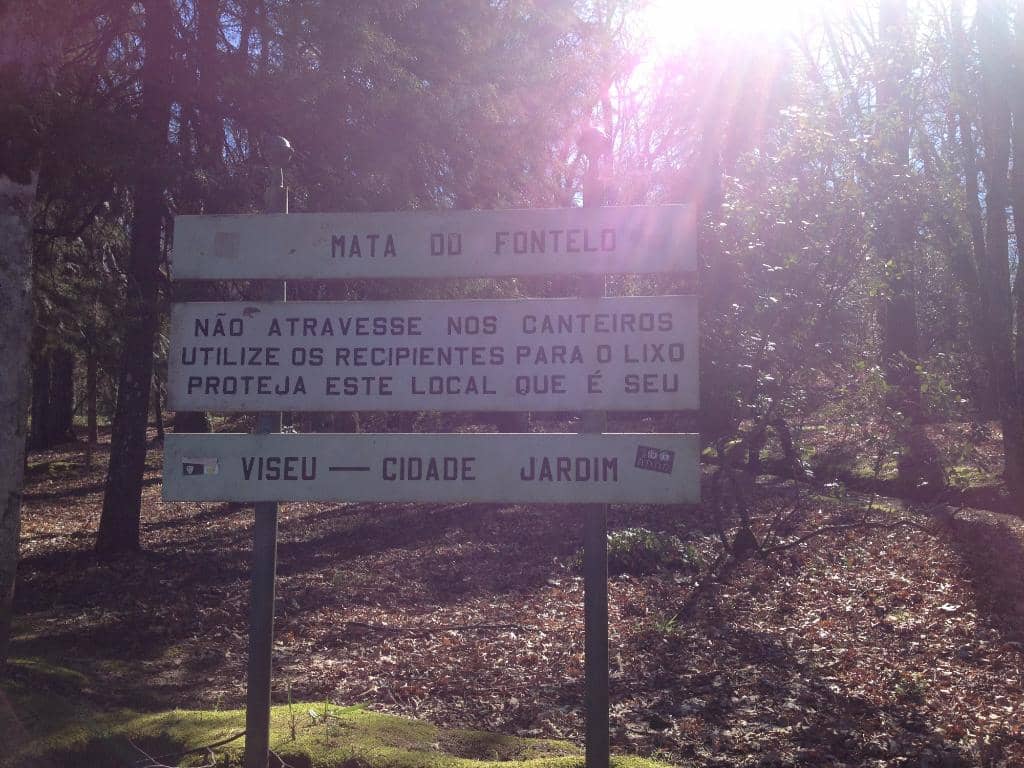 MATA DO FONTELO
NÃO ATRAVESSE NOS CANTEIROS
UTILIZE OS RECIPIENTES PARA O LIXO
PROTEJA ESTE LOCAL QUE É SEU
VISEU — CIDADE JARDIM